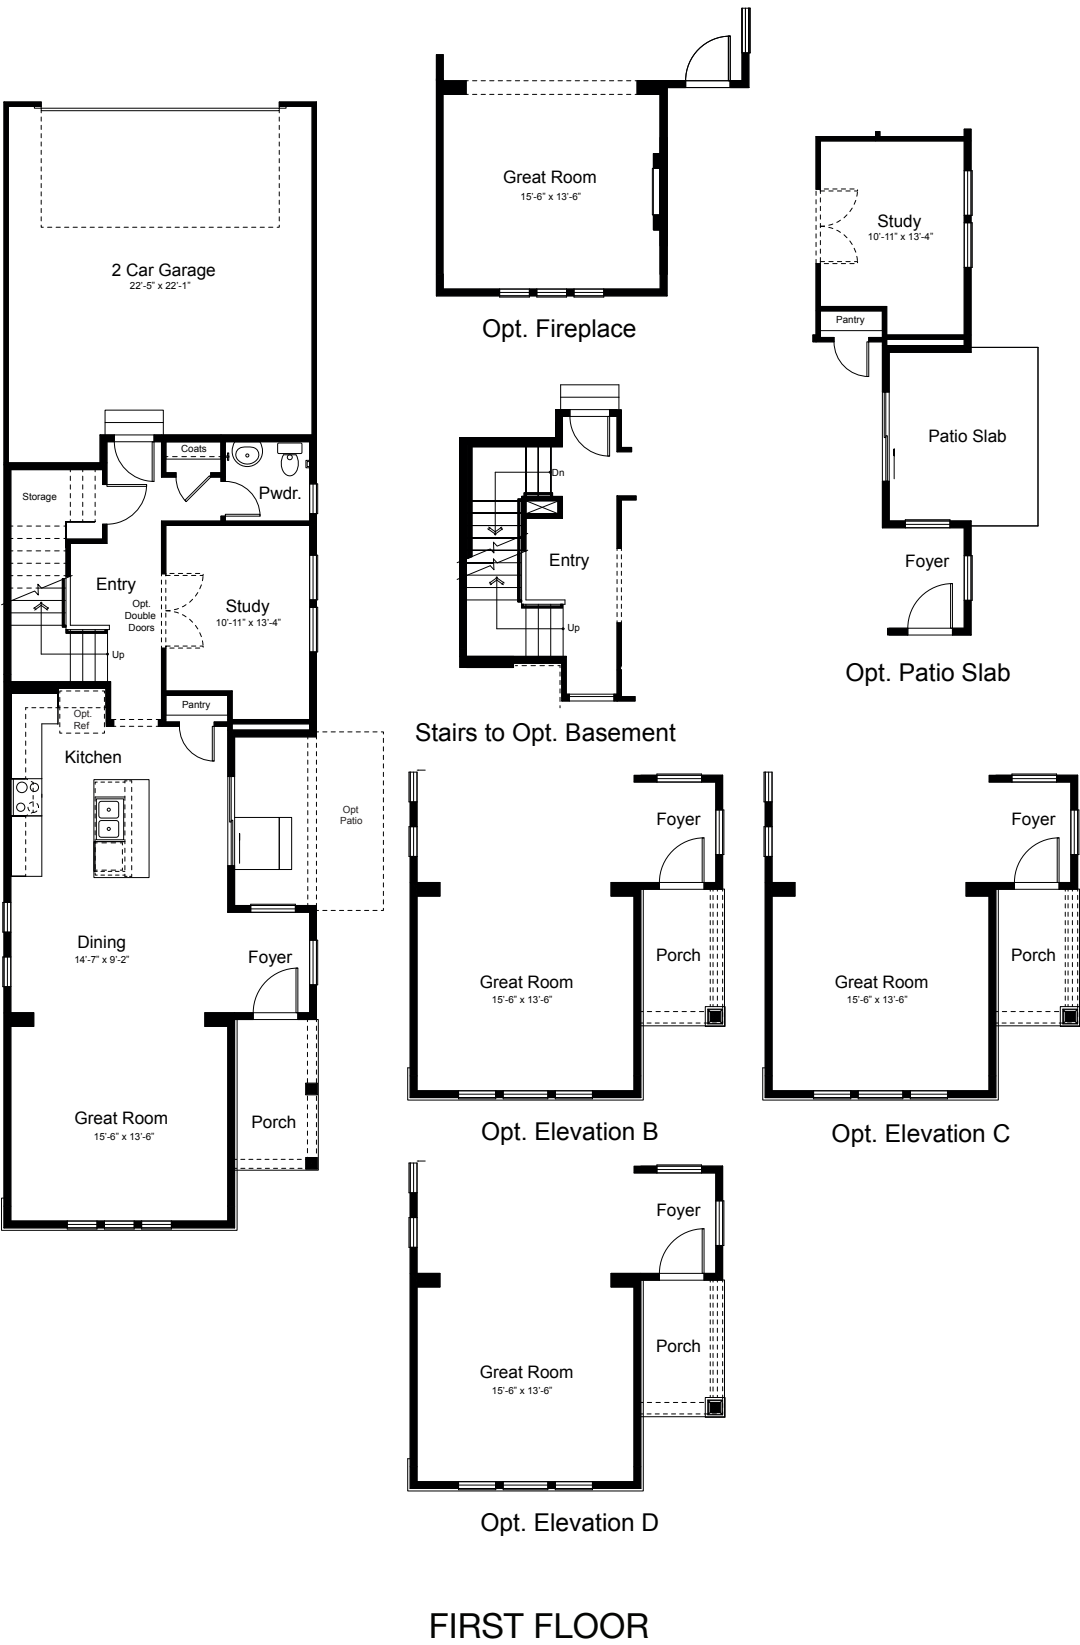 2 Car Garage
22'-5" x 22'-1"
Coats
Storage
Pwdr.
Entry
Opt.
Double
Doors
Study
10'-11" x 13'-4"
Up
Pantry
Opt.
Ref
Kitchen
Opt
Patio
Dining
14'-7" x 9'-2"
Foyer
Great Room
15'-6" x 13'-6"
Porch
Great Room
15'-6" x 13'-6"
Opt. Fireplace
Dn
Entry
Up
Stairs to Opt. Basement
Study
10'-11" x 13'-4"
Pantry
Patio Slab
Foyer
Opt. Patio Slab
Foyer
Porch
Great Room
15'-6" x 13'-6"
Opt. Elevation B
Foyer
Porch
Great Room
15'-6" x 13'-6"
Opt. Elevation C
Foyer
Porch
Great Room
15'-6" x 13'-6"
Opt. Elevation D
FIRST FLOOR